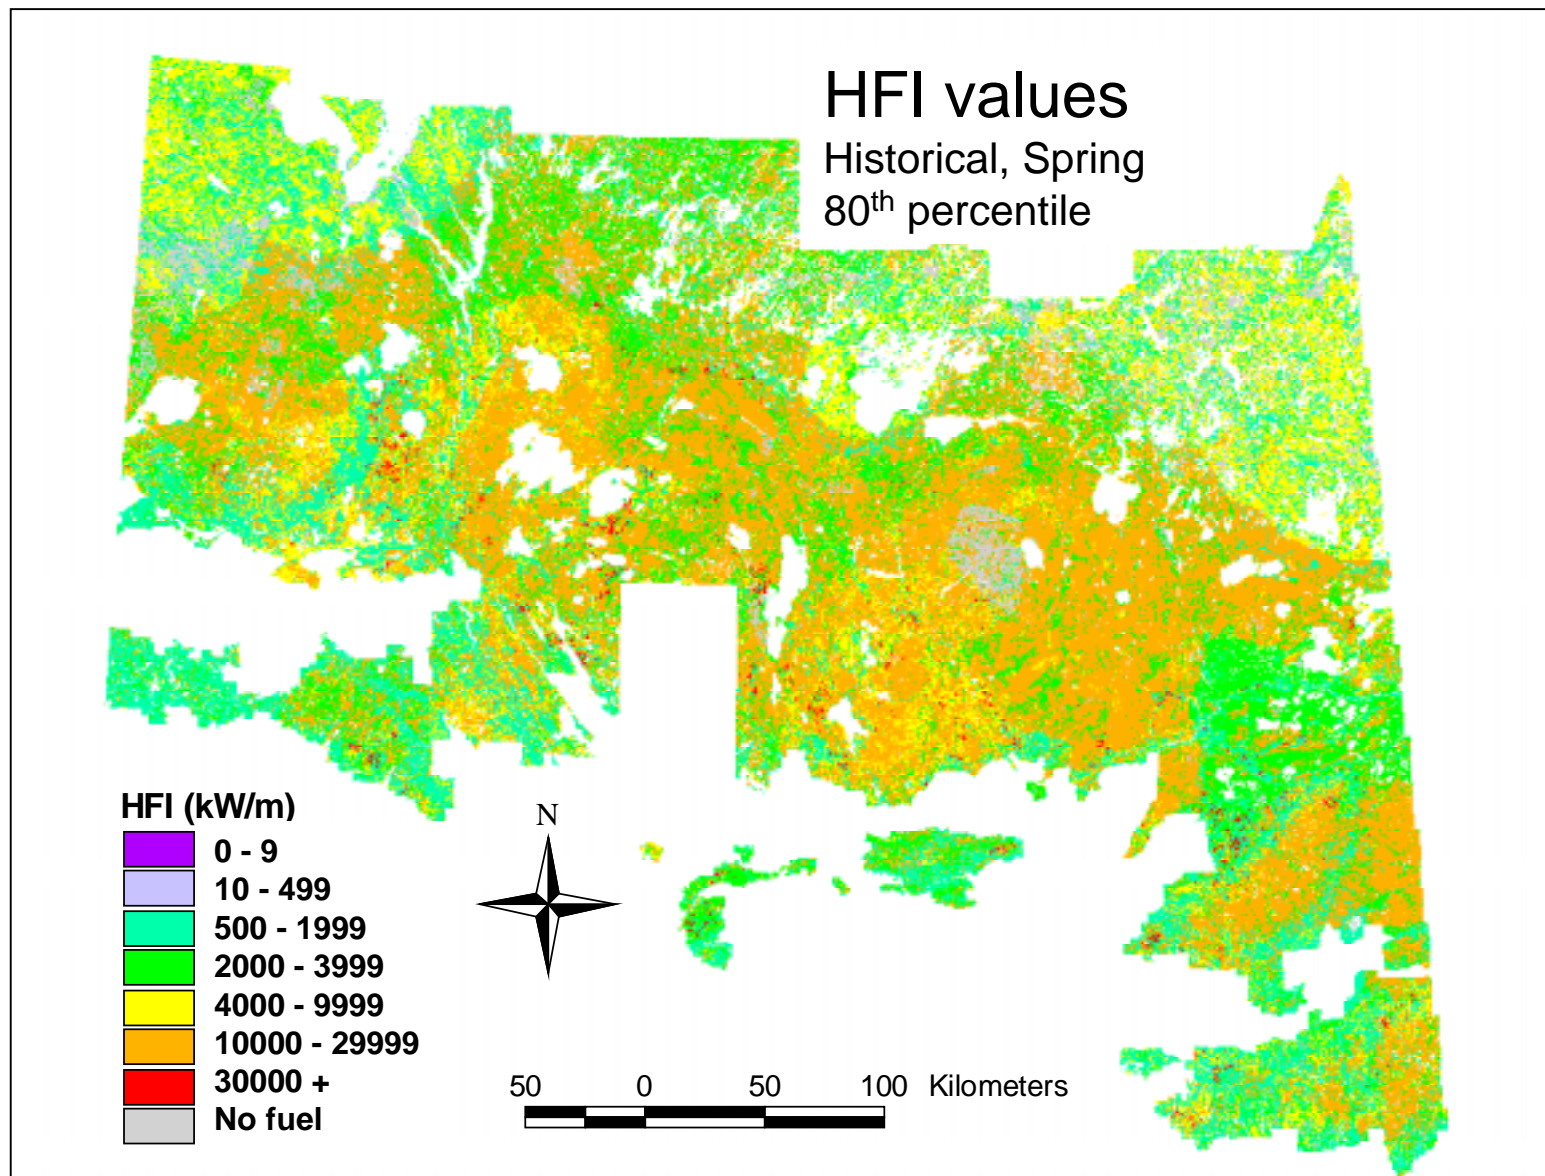 HFI values
Historical, Spring
80th percentile
HFI (kW/m)
0 - 9
10 - 499
500 - 1999
2000 - 3999
4000 - 9999
10000 - 29999
30000 +
No fuel
N
50 0 50 100 Kilometers